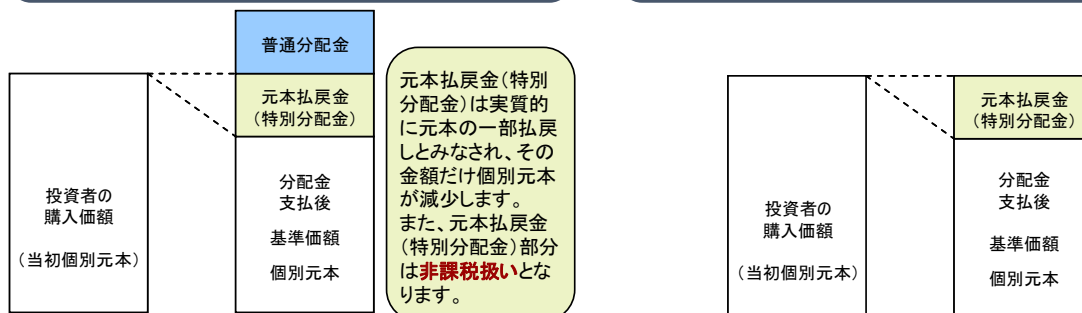 普通分配金
元本払戻金
（特別分配金）
投資者の
購入価額
（当初個別元本）
分配金
支払後
基準価額
個別元本
元本払戻金（特別
分配金）は実質的
に元本の一部払戻
しとみなされ、その
金額だけ個別元本
が減少します。
また、元本払戻金
（特別分配金）部分
は非課税扱いとな
ります。
投資者の
購入価額
（当初個別元本）
元本払戻金
（特別分配金）
分配金
支払後
基準価額
個別元本